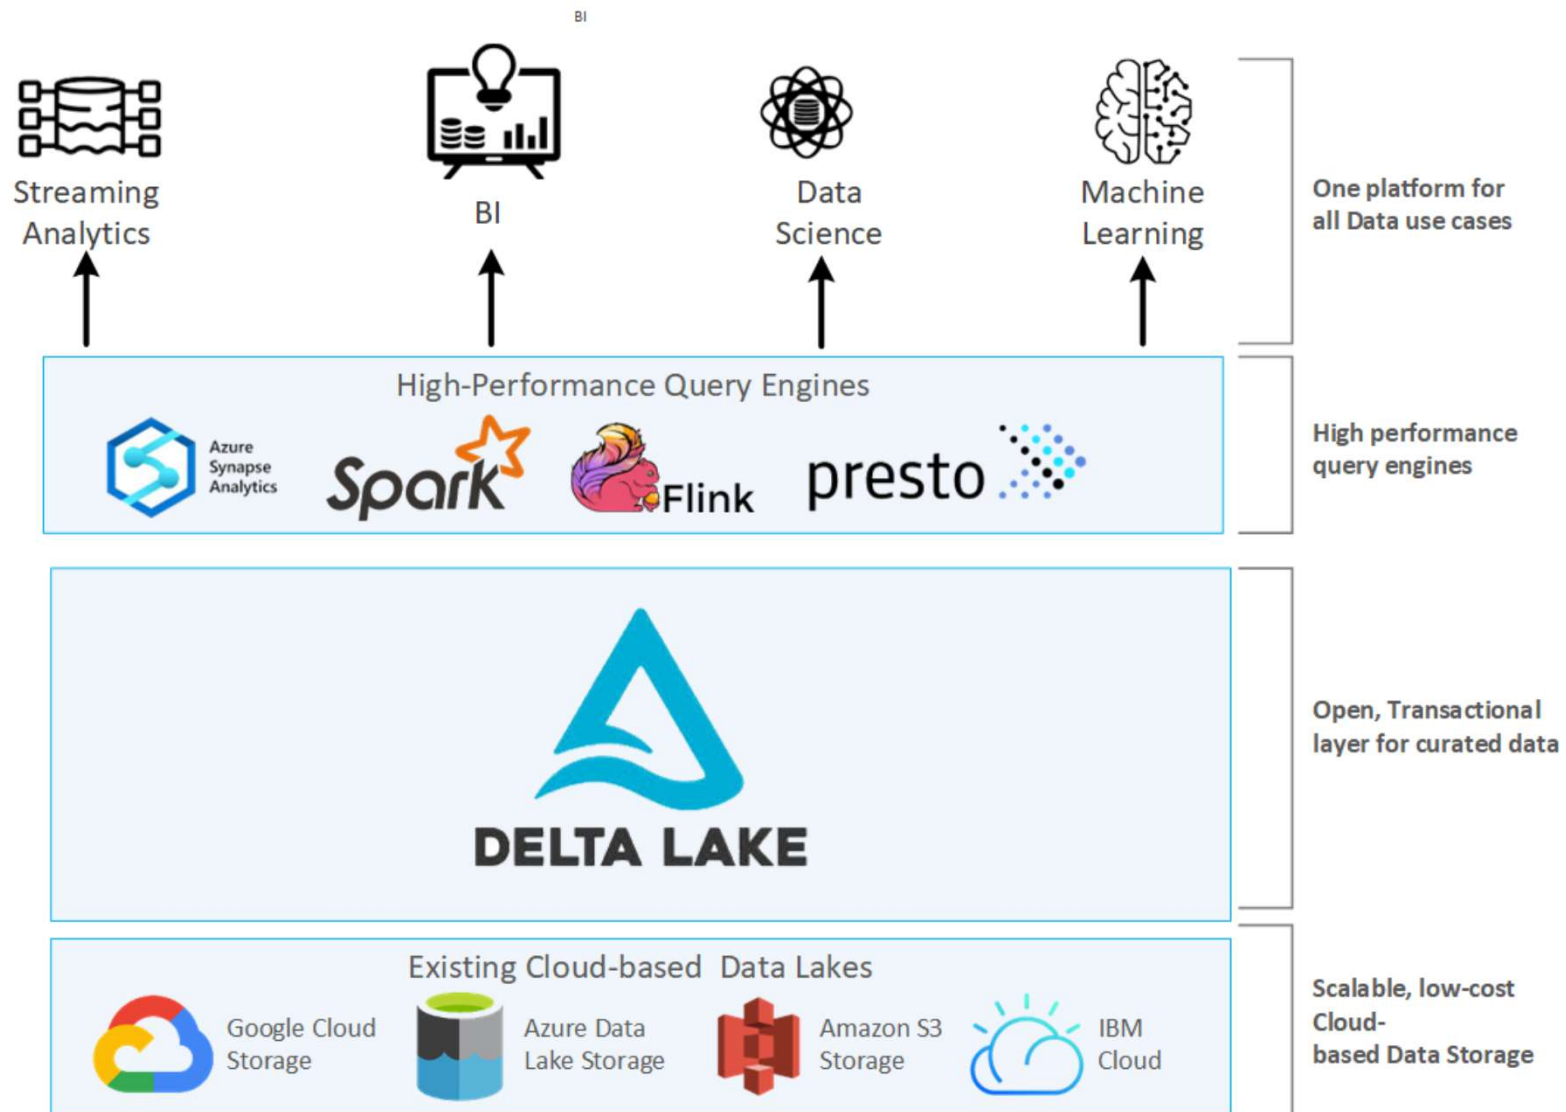 BI
Streaming
Analytics
BI
Data
Science
Machine
Learning
One platform for
all Data use cases
High-Performance Query Engines
Azure
Synapse
Analytics
Spark
Flink
presto
High performance
query engines
DELTA LAKE
Open, Transactional
layer for curated data
Existing Cloud-based Data Lakes
Google Cloud
Storage
Azure Data
Lake Storage
Amazon S3
Storage
IBM
Cloud
Scalable, low-cost
Cloud-
based Data Storage